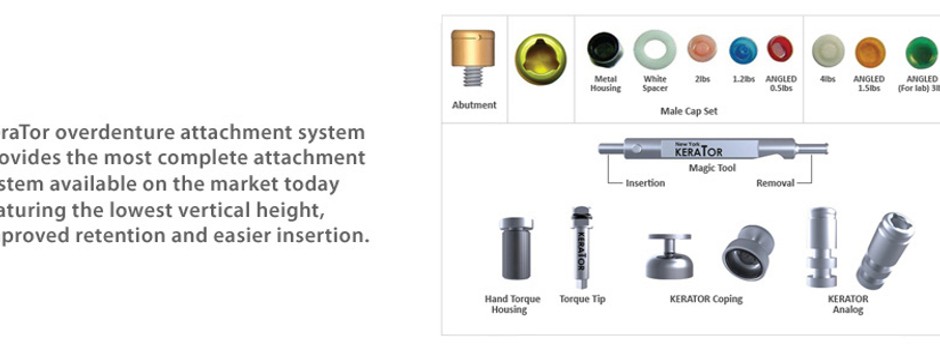 eraTor overdenture attachment system
ovides the most complete attachment
stem available on the market today
aturing the lowest vertical height,
proved retention and easier insertion.
Abutment
Metal
Housing
White
Spacer
2lbs
1.2lbs
ANGLED
0.5lbs
Male Cap Set
4lbs
ANGLED
1.5lbs
ANGLED
(For lab) 3l
New York
KERATOR
Magic Tool
Insertion
Removal
KERATOR
Hand Torque
Housing
Torque Tip
KERATOR Coping
KERATOR
Analog